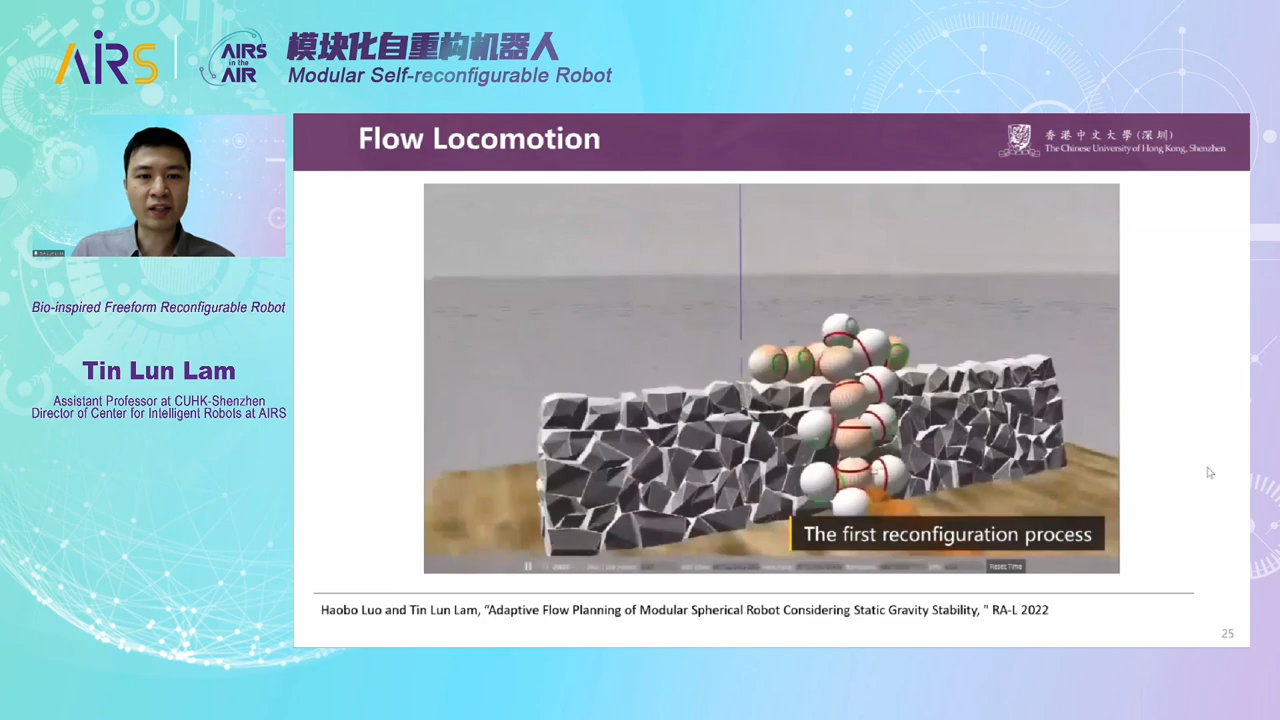 AIRS
AIRS
in the
AIR
模块化自重构机器人
Modular Self-reconfigurable Robot
Flow Locomotion
香港中文大學(深圳)
The Chinese University of Hong Kong, Shenzhen
Bio-inspired Freeform Reconfigurable Robot
Tin Lun Lam
Assistant Professor at CUHK-Shenzhen
Director of Center for Intelligent Robots at AIRS
The first reconfiguration process
Reset Time
Haobo Luo and Tin Lun Lam, “Adaptive Flow Planning of Modular Spherical Robot Considering Static Gravity Stability, " RA-L 2022
25